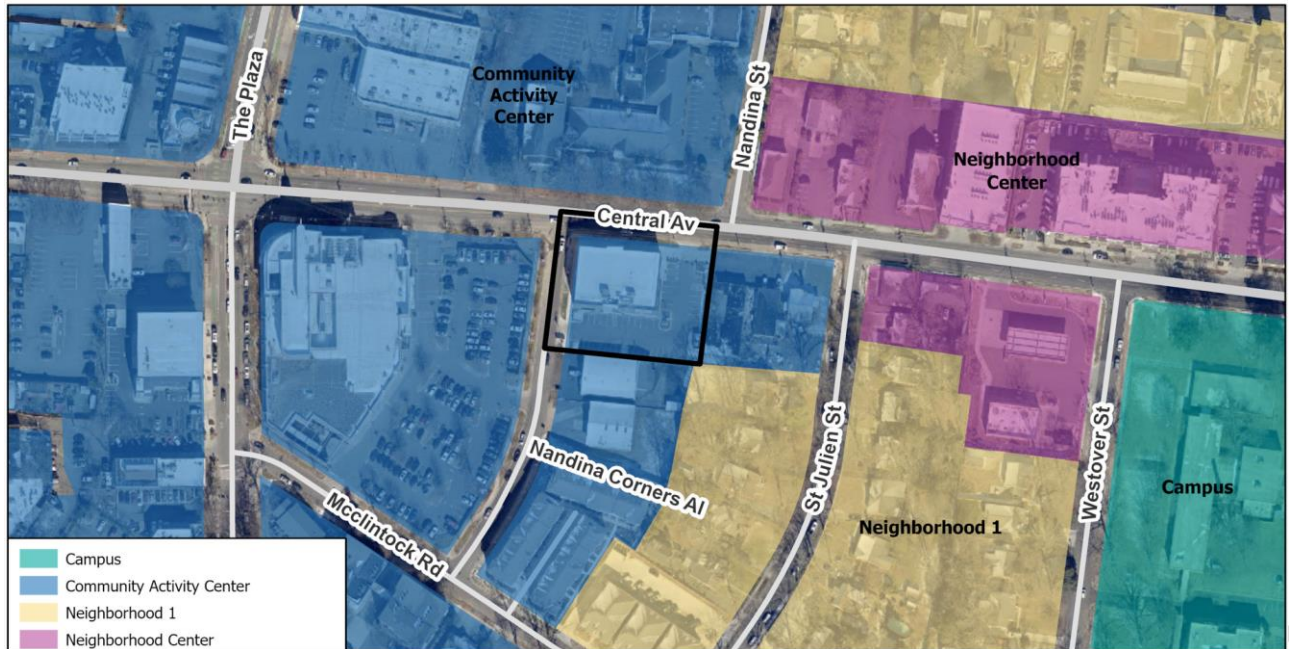 Community
Activity
Center
The Plaza
Nandina St
Neighborhood
Center
Central Av
Nandina Corners Al
Mcclintock Rd
St Julien St
Neighborhood 1
Westover St
Campus
Campus
Community Activity Center
Neighborhood 1
Neighborhood Center